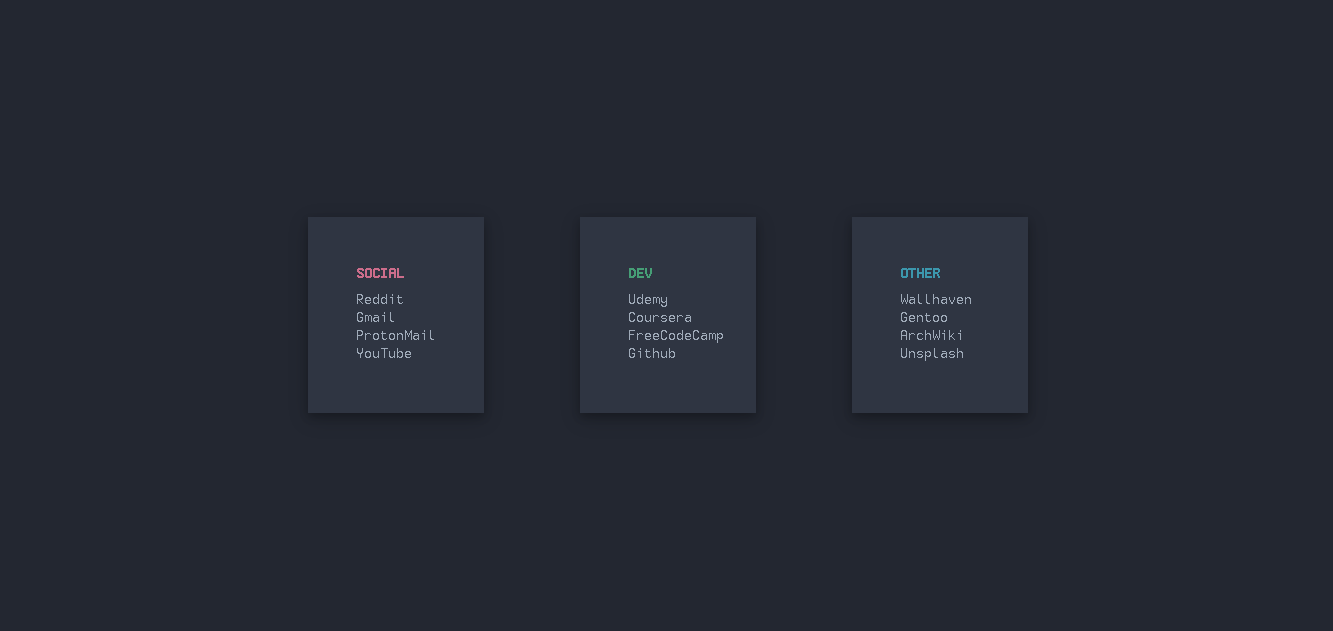 SOCIAL
Reddit
Gmail
ProtonMail
YouTube
DEV
Udemy
Coursera
FreeCodeCamp
Github
OTHER
Wallhaven
Gentoo
ArchWiki
Unsplash